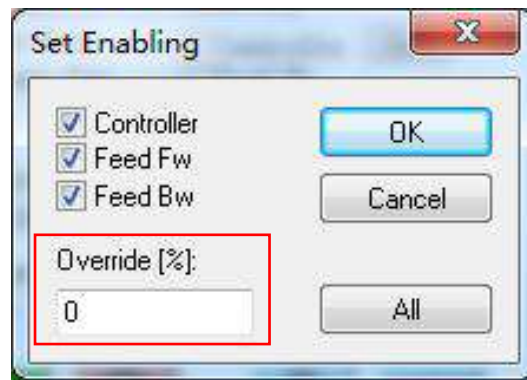 Set Enabling
Controller
OK
Feed Fw
Feed Bw
Cancel
Override [%]:
0
All